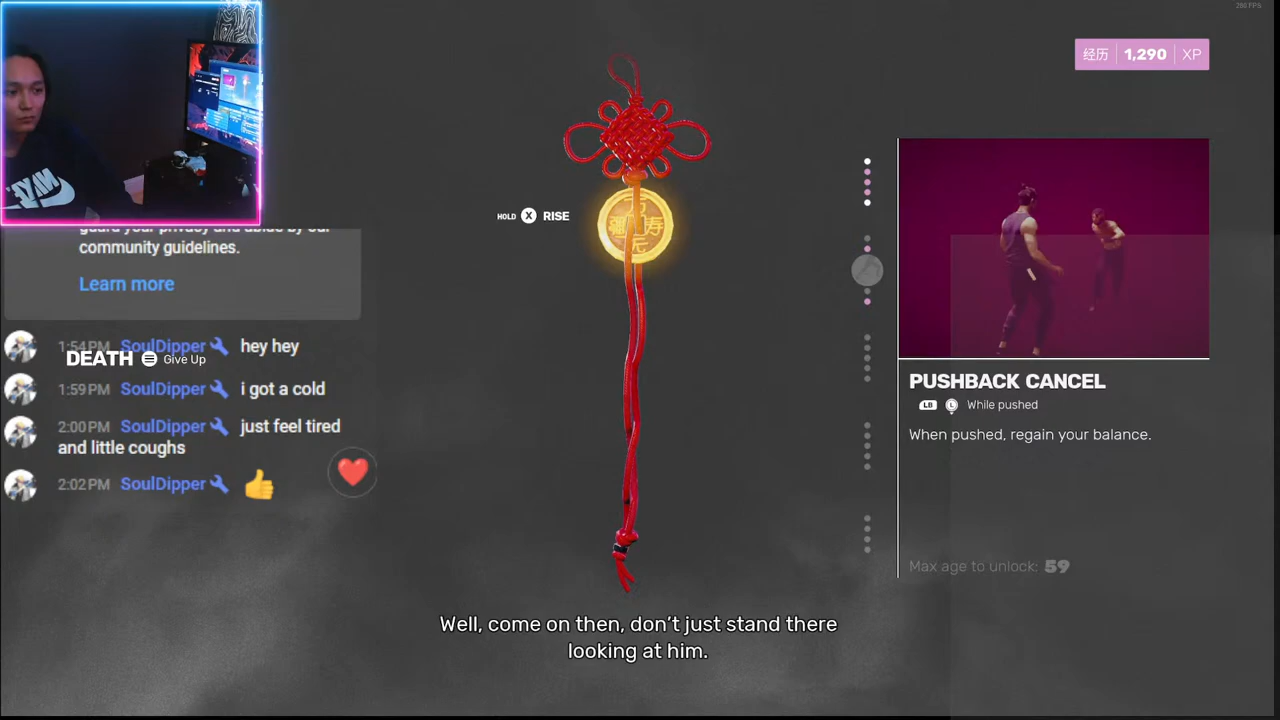 280 FPS
经历 1,290 XP
HOLD X RISE
guard your privacy and abide by our
community guidelines.
Learn more
1:54 PM SoulDipper hey hey
DEATH Give Up
1:59 PM SoulDipper i got a cold
2:00 PM SoulDipper just feel tired
and little coughs
2:02 PM SoulDipper 👍
PUSHBACK CANCEL
LB L While pushed
When pushed, regain your balance.
Max age to unlock: 59
Well, come on then, don't just stand there
looking at him.